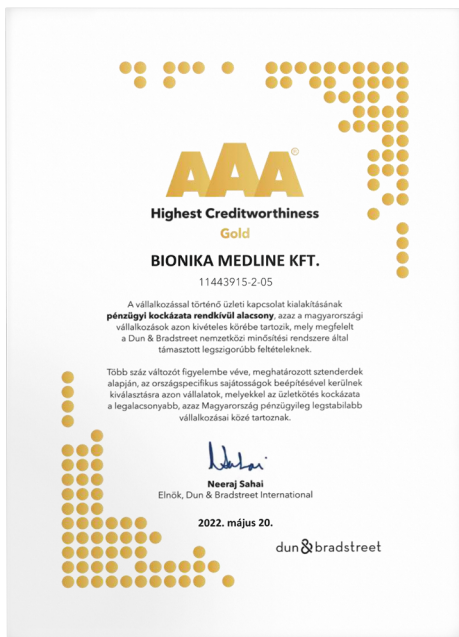 AAA®
Highest Creditworthiness
Gold
BIONIKA MEDLINE KFT.
11443915-2-05
A vállalkozással történő üzleti kapcsolat kialakításának
pénzügyi kockázata rendkívül alacsony, azaz a magyarországi
vállalkozások azon kivételes körébe tartozik, mely megfelelt
a Dun & Bradstreet nemzetközi minősítési rendszere által
támasztott legszigorúbb feltételeknek.
Több száz változót figyelembe véve, meghatározott sztenderdek
alapján, az országspecifikus sajátosságok beépítésével kerülnek
kiválasztásra azon vállalatok, melyekkel az üzletkötés kockázata
a legalacsonyabb, azaz Magyarország pénzügyileg legstabilabb
vállalkozásai közé tartoznak.
Neeraj Sahai
Elnök, Dun & Bradstreet International
2022. május 20.
dun & bradstreet